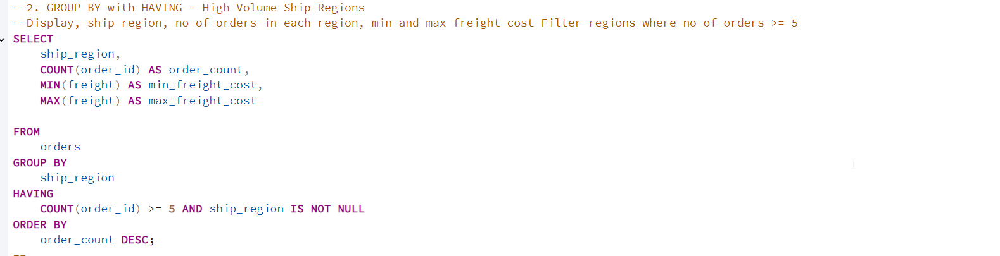 --2. GROUP BY with HAVING - High Volume Ship Regions
--Display, ship region, no of orders in each region, min and max freight cost Filter regions where no of orders >= 5
SELECT
    ship_region,
    COUNT(order_id) AS order_count,
    MIN(freight) AS min_freight_cost,
    MAX(freight) AS max_freight_cost

FROM
    orders
GROUP BY
    ship_region
HAVING
    COUNT(order_id) >= 5 AND ship_region IS NOT NULL
ORDER BY
    order_count DESC;
--